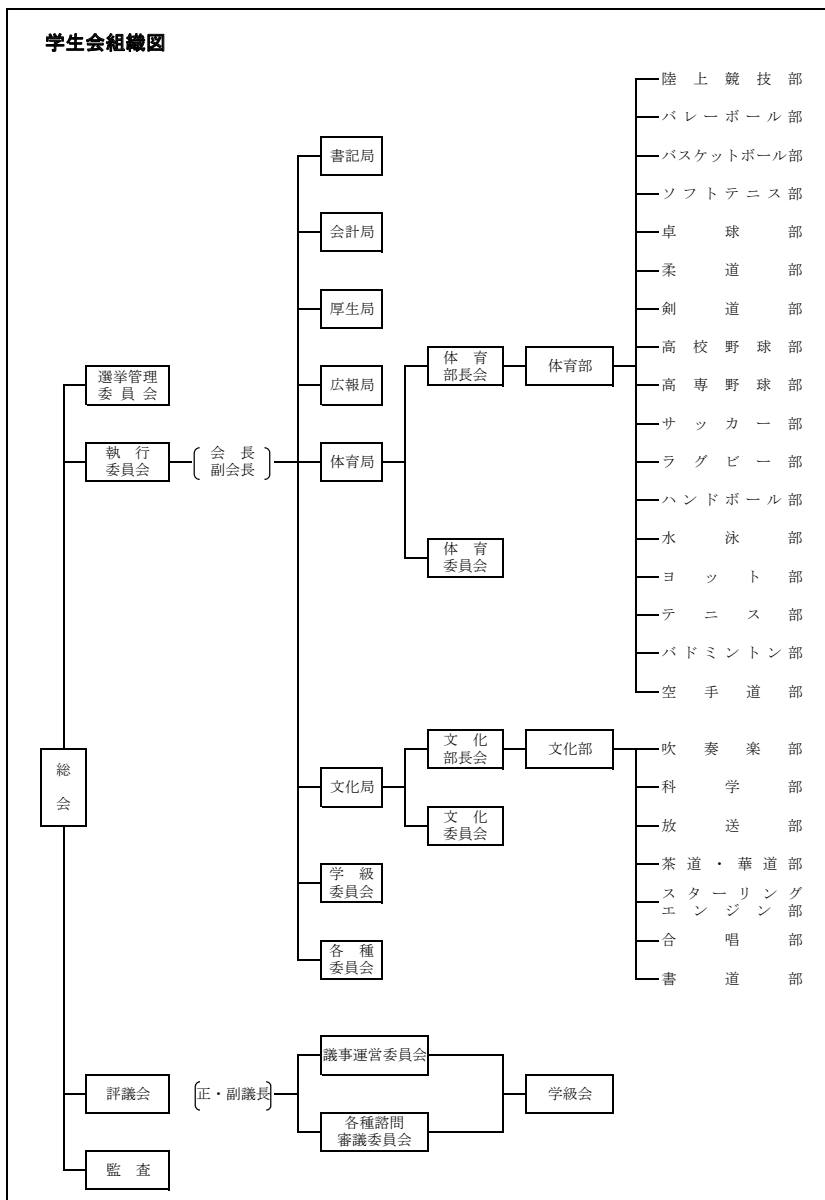 学生会組織図
総
会
選挙管理
委員会
執行
委員会
会長
副会長
書記局
会計局
厚生局
広報局
体育局
体育
部長会
体育部
体育
委員会
陸上競技部
バレーボール部
バスケットボール部
ソフトテニス部
卓球部
柔道部
剣道部
高校野球部
高専野球部
サッカー部
ラグビー部
ハンドボール部
水泳部
ヨット部
テニス部
バドミントン部
空手道部
文化局
文化
部長会
文化部
文化
委員会
吹奏楽部
科学部
放送部
茶道・華道部
スターリング
エンジン部
合唱部
書道部
学級
委員会
各種
委員会
評議会
正・副議長
議事運営委員会
各種諮問
審議委員会
学級会
監査